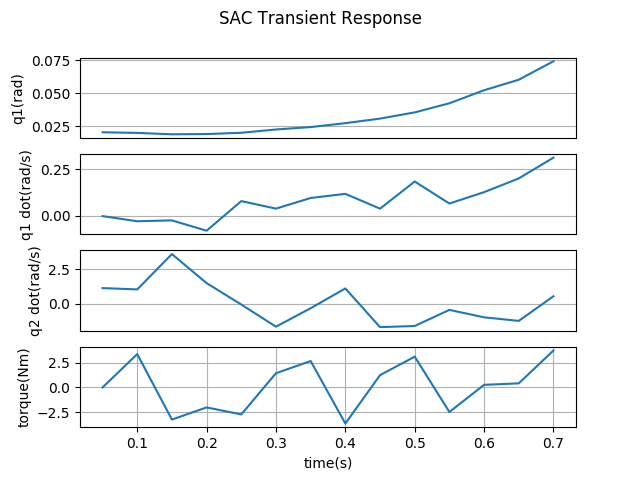 SAC Transient Response
q1(rad)
0.075
0.050
0.025
q1 dot(rad/s)
0.25
0.00
q2 dot(rad/s)
2.5
0.0
torque(Nm)
2.5
0.0
−2.5
0.1 0.2 0.3 0.4 0.5 0.6 0.7
time(s)